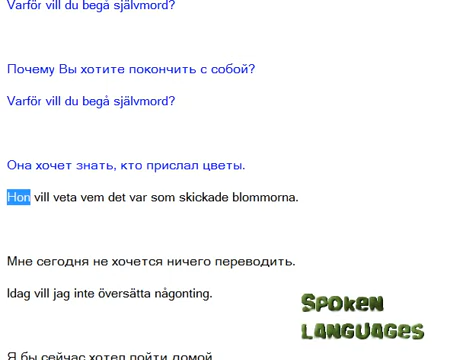 Varför vill du begå självmord?
Почему Вы хотите покончить с собой?
Varför vill du begå självmord?
Она хочет знать, кто прислал цветы.
Hon vill veta vem det var som skickade blommorna.
Мне сегодня не хочется ничего переводить.
Idag vill jag inte översätta någonting.
Spoken
Languages
Я бы сейчас хотел пойти домой